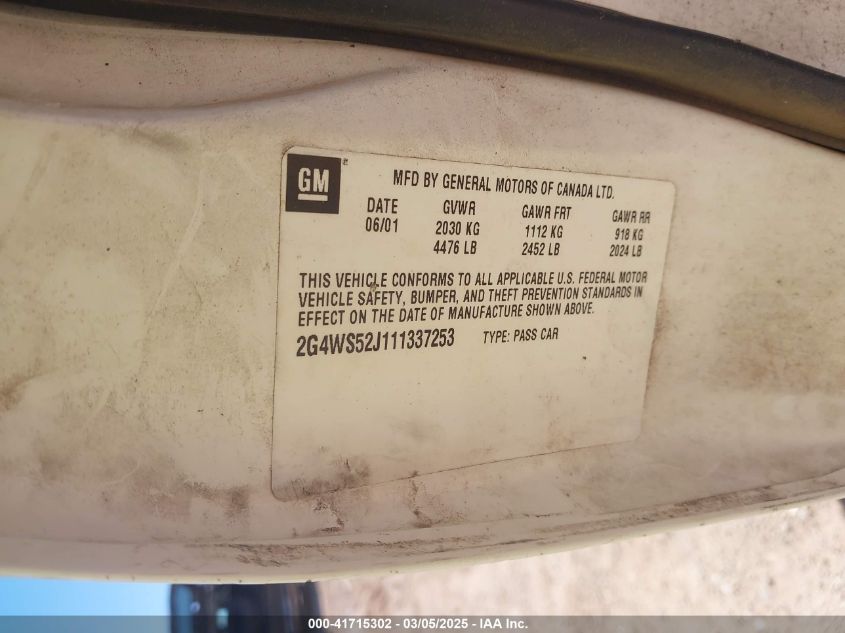 GM
MFD BY GENERAL MOTORS OF CANADA LTD.
DATE GVWR GAWR FRT GAWR RR
06/01 2030 KG 1112 KG 918 KG
4476 LB 2452 LB 2024 LB
THIS VEHICLE CONFORMS TO ALL APPLICABLE U.S. FEDERAL MOTOR
VEHICLE SAFETY, BUMPER, AND THEFT PREVENTION STANDARDS IN
EFFECT ON THE DATE OF MANUFACTURE SHOWN ABOVE.
2G4WS52J111337253 TYPE: PASS CAR
000-41715302 - 03/05/2025 - IAA Inc.